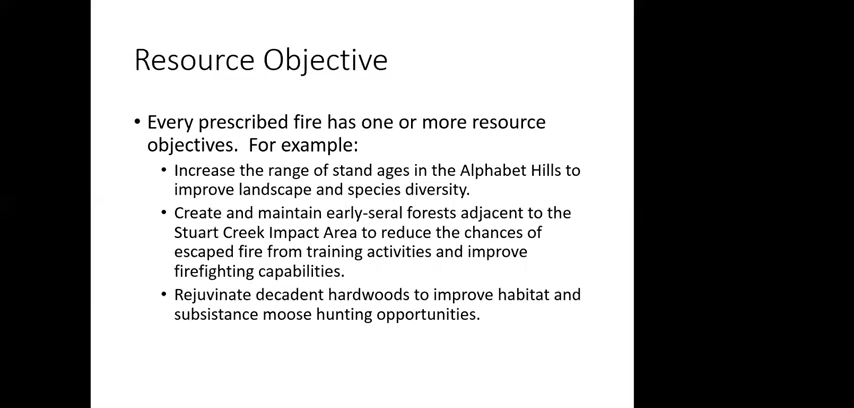 Resource Objective
• Every prescribed fire has one or more resource
objectives.  For example:
• Increase the range of stand ages in the Alphabet Hills to
improve landscape and species diversity.
• Create and maintain early-seral forests adjacent to the
Stuart Creek Impact Area to reduce the chances of
escaped fire from training activities and improve
firefighting capabilities.
• Rejuvinate decadent hardwoods to improve habitat and
subsistance moose hunting opportunities.